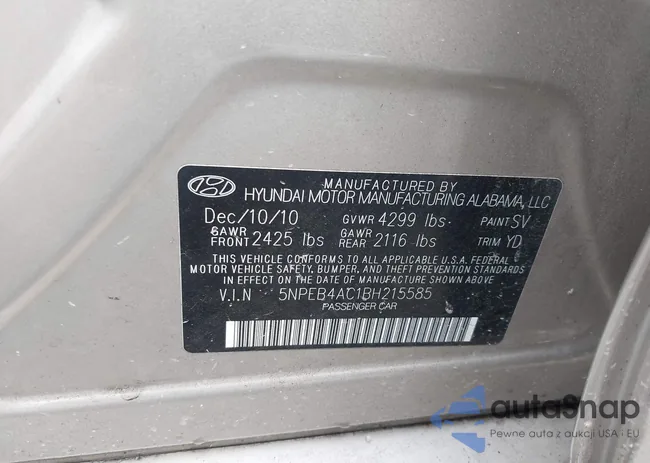 MANUFACTURED BY
HYUNDAI MOTOR MANUFACTURING ALABAMA, LLC
Dec/10/10 GVWR 4299 lbs PAINT SV
GAWR FRONT 2425 lbs GAWR REAR 2116 lbs TRIM YD
THIS VEHICLE CONFORMS TO ALL APPLICABLE U.S.A. FEDERAL
MOTOR VEHICLE SAFETY, BUMPER, AND THEFT PREVENTION STANDARDS
IN EFFECT ON THE DATE OF MANUFACTURE SHOWN ABOVE.
V.I.N 5NPEB4AC1BH215585
PASSENGER CAR
autoSnap
Pewne auta z aukcji USA · EU